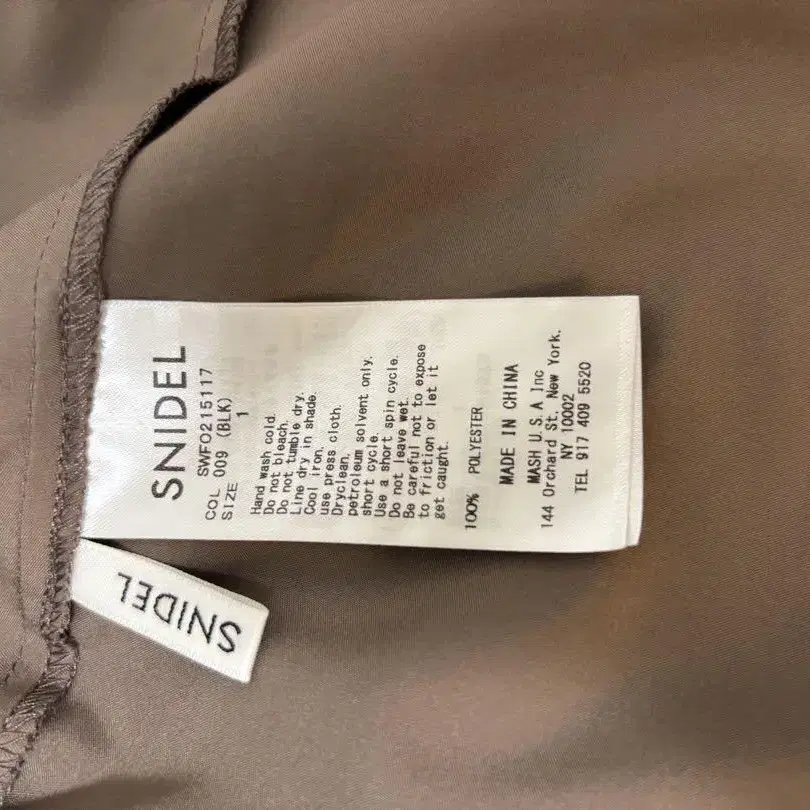 SNIDEL
SWFO215117
COL 009 (BLK)
SIZE 1
Hand wash cold.
Do not bleach.
Do not tumble dry.
Line dry in shade.
Cool iron.
use press cloth.
Dryclean.
petroleum solvent only.
short cycle.
Use a short spin cycle.
Do not leave wet.
Be careful not to expose
to friction or let it
get caught.
100% POLYESTER
MADE IN CHINA
MASH U.S.A Inc
144 Orchard St, New York.
NY 10002
TEL 917 409 5520
SNIDEL